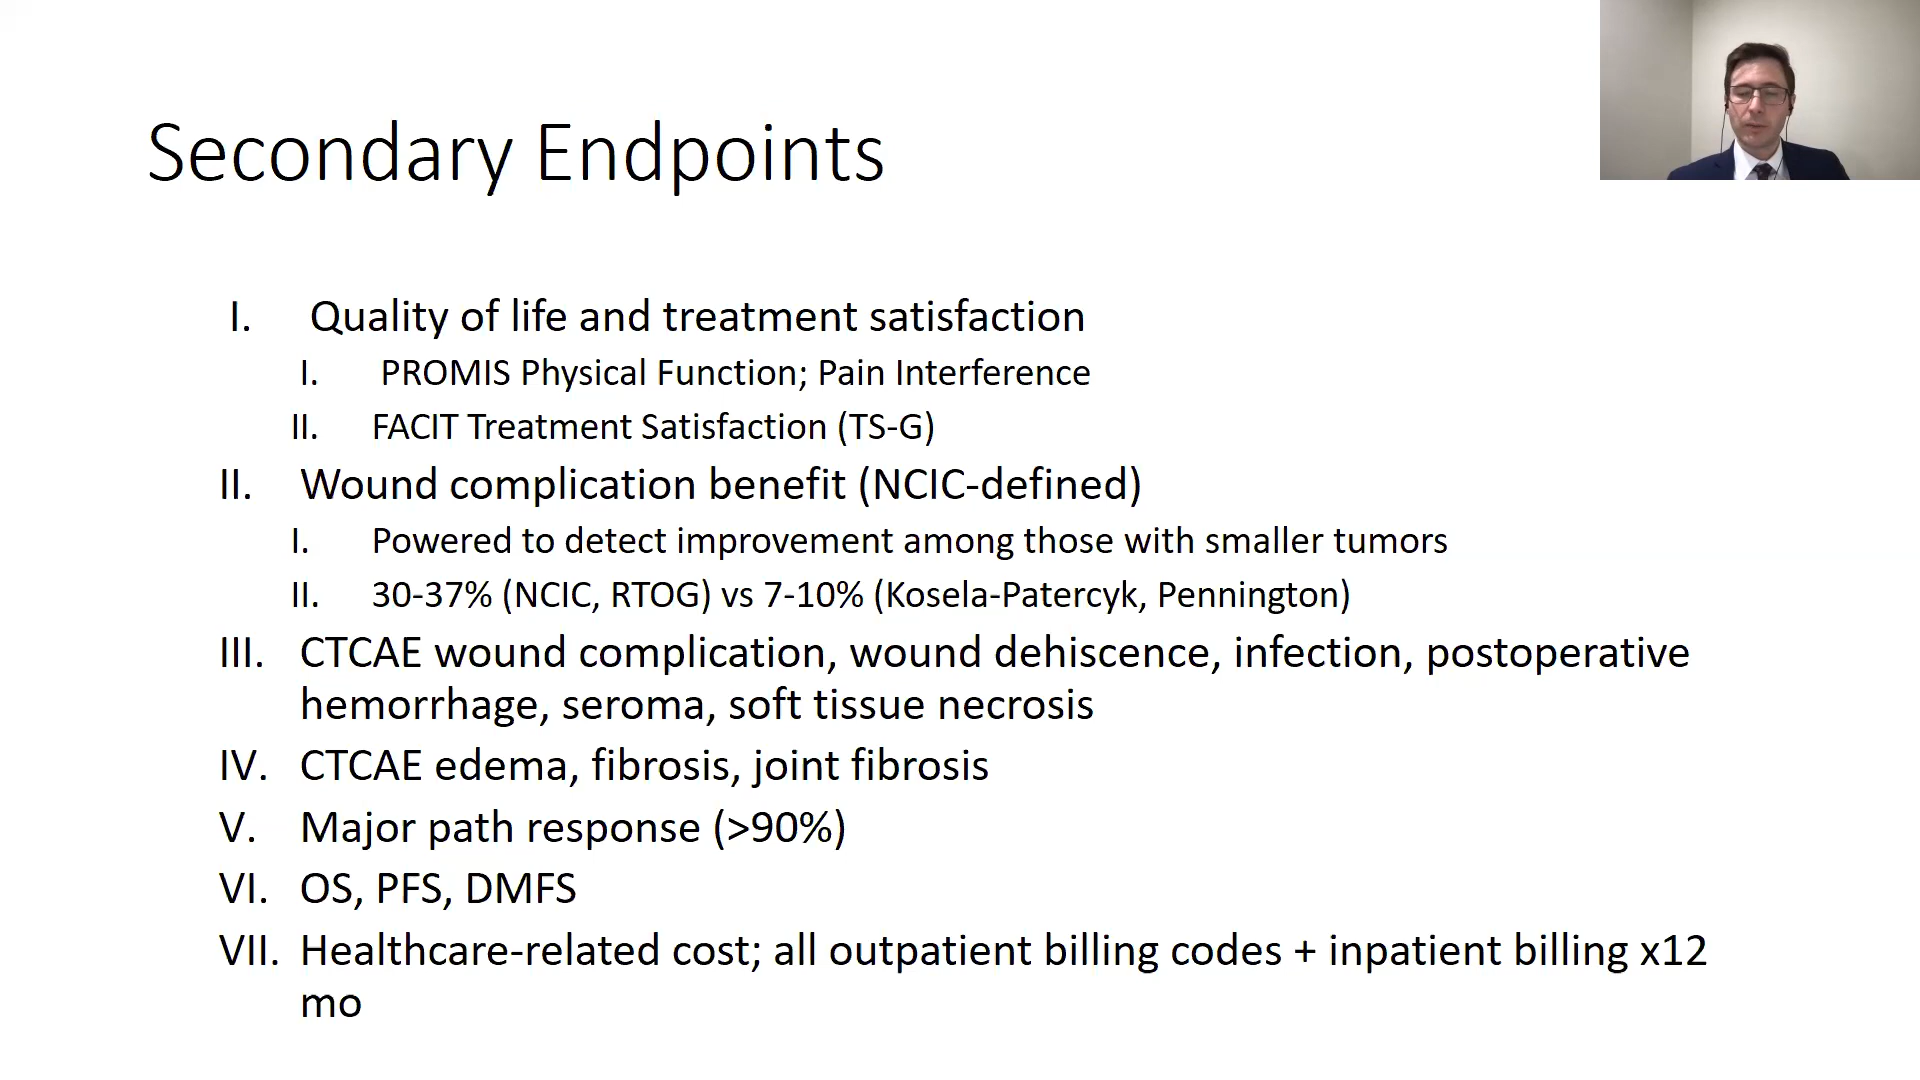 Secondary Endpoints
I. Quality of life and treatment satisfaction
I. PROMIS Physical Function; Pain Interference
II. FACIT Treatment Satisfaction (TS-G)
II. Wound complication benefit (NCIC-defined)
I. Powered to detect improvement among those with smaller tumors
II. 30-37% (NCIC, RTOG) vs 7-10% (Kosela-Patercyk, Pennington)
III. CTCAE wound complication, wound dehiscence, infection, postoperative
hemorrhage, seroma, soft tissue necrosis
IV. CTCAE edema, fibrosis, joint fibrosis
V. Major path response (>90%)
VI. OS, PFS, DMFS
VII. Healthcare-related cost; all outpatient billing codes + inpatient billing x12
mo